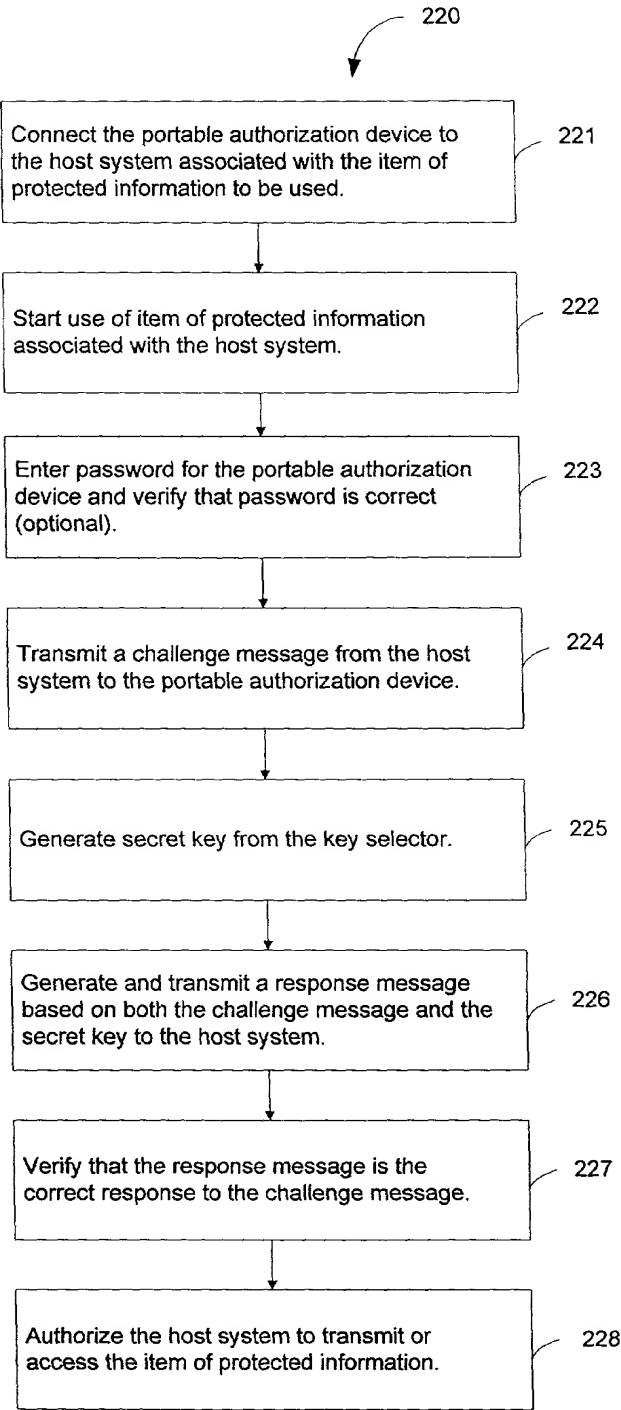 220
Connect the portable authorization device to
the host system associated with the item of
protected information to be used.
221
Start use of item of protected information
associated with the host system.
222
Enter password for the portable authorization
device and verify that password is correct
(optional).
223
Transmit a challenge message from the host
system to the portable authorization device.
224
Generate secret key from the key selector.
225
Generate and transmit a response message
based on both the challenge message and the
secret key to the host system.
226
Verify that the response message is the
correct response to the challenge message.
227
Authorize the host system to transmit or
access the item of protected information.
228